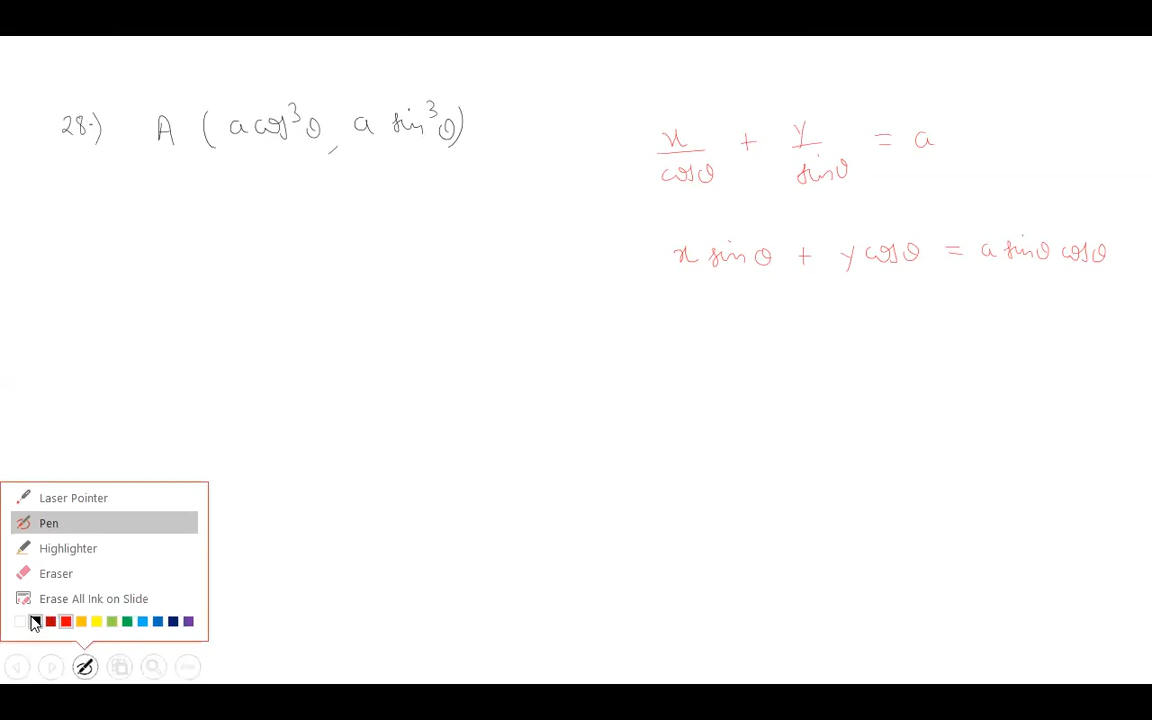 28.) A (a cos³θ, a sin³θ)
x/cosθ + y/sinθ = a
x sinθ + y cosθ = a sinθ cosθ
Laser Pointer
Pen
Highlighter
Eraser
Erase All Ink on Slide